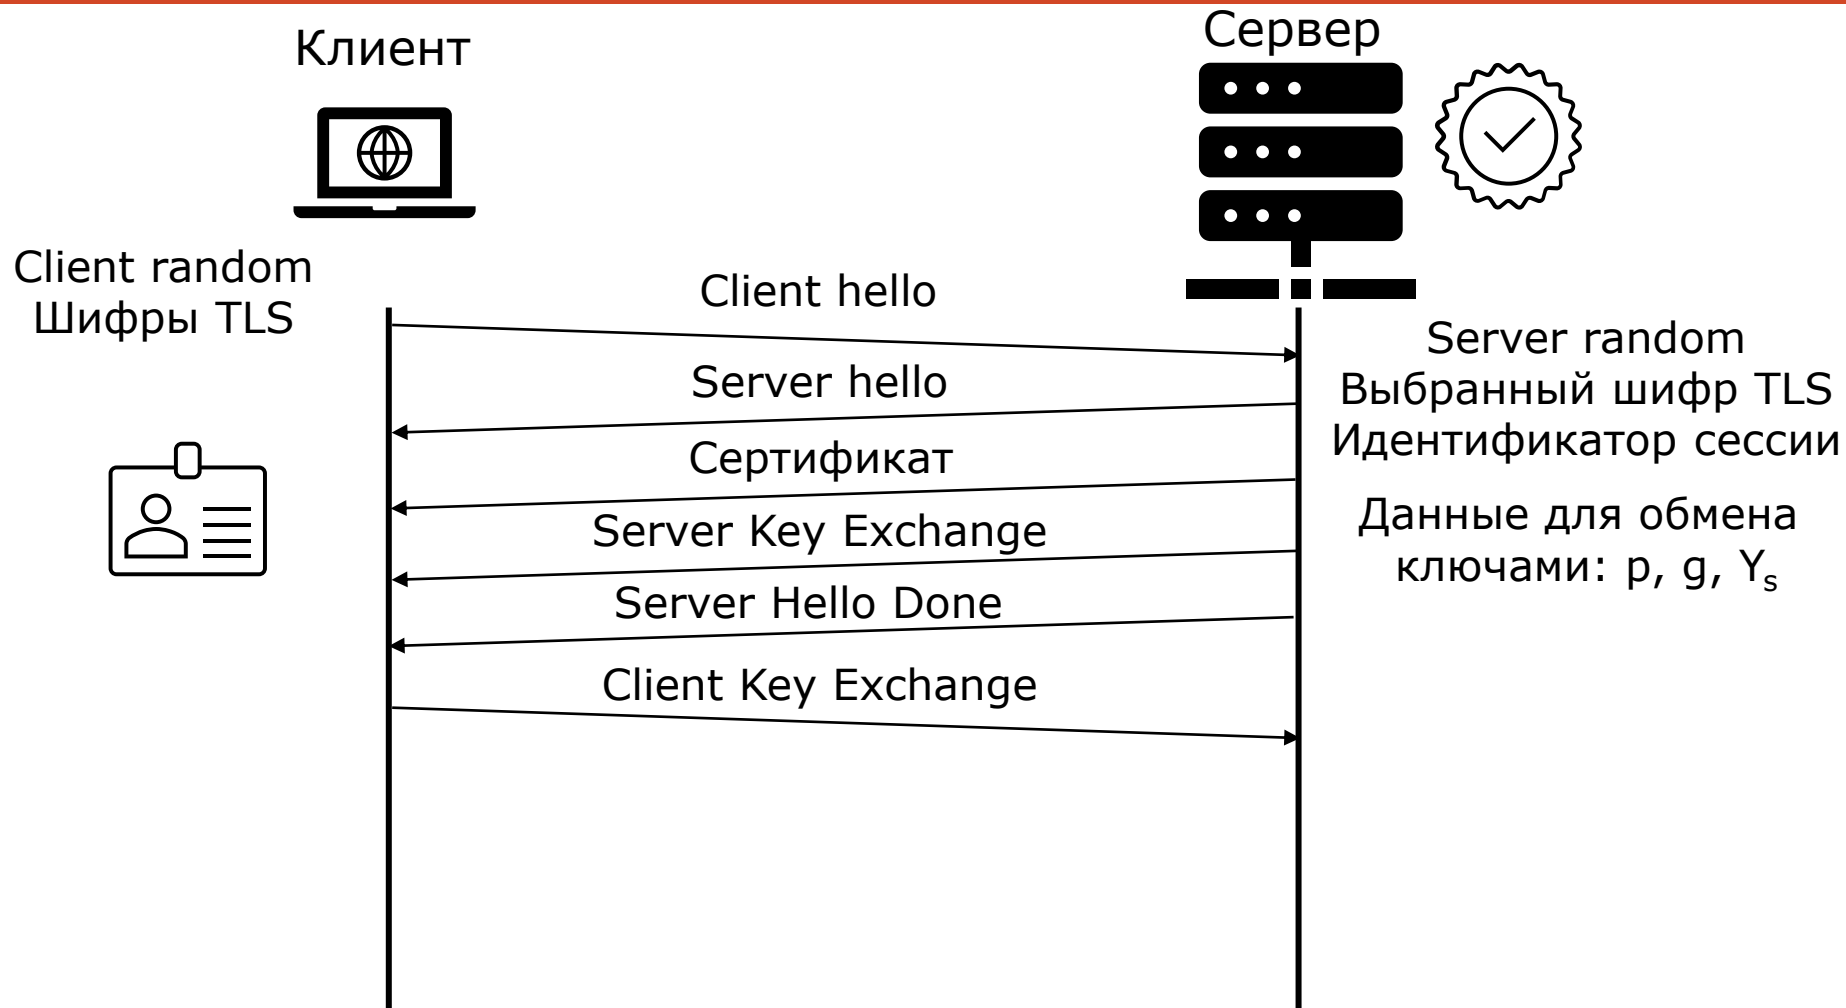 Клиент
Сервер
Client random
Шифры TLS
Client hello
Server random
Выбранный шифр TLS
Идентификатор сессии
Server hello
Сертификат
Server Key Exchange
Данные для обмена
ключами: p, g, Yₛ
Server Hello Done
Client Key Exchange